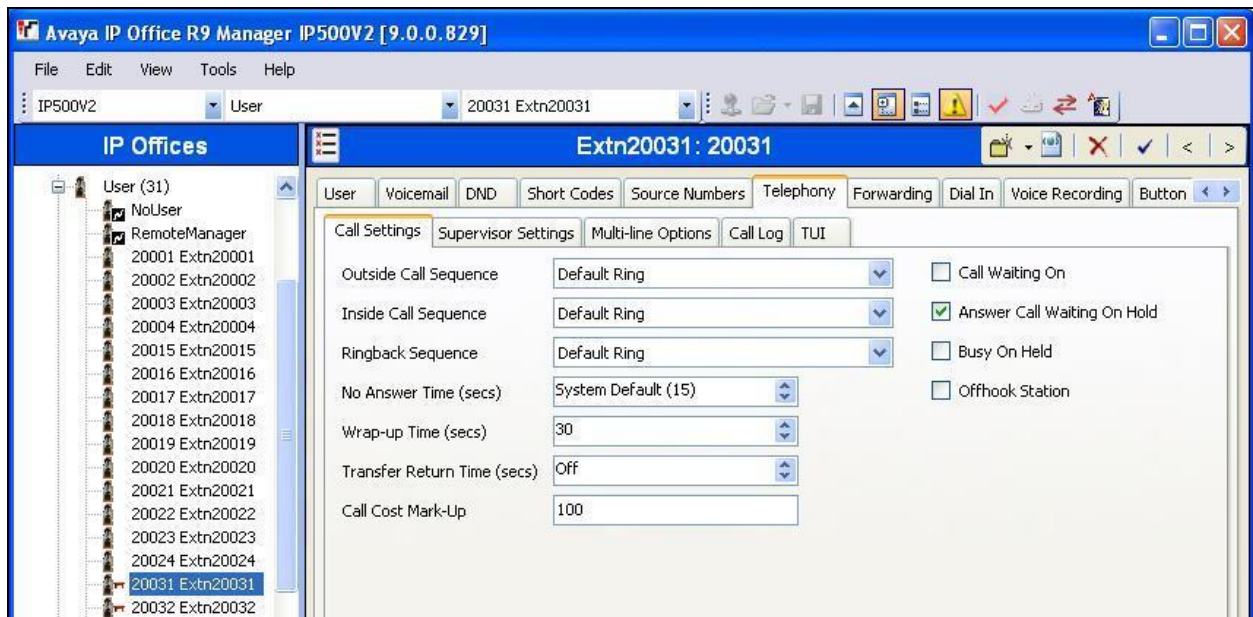 Avaya IP Office R9 Manager IP500V2 [9.0.0.829]
File Edit View Tools Help
IP500V2 User 20031 Extn20031
IP Offices
User (31)
NoUser
RemoteManager
20001 Extn20001
20002 Extn20002
20003 Extn20003
20004 Extn20004
20015 Extn20015
20016 Extn20016
20017 Extn20017
20018 Extn20018
20019 Extn20019
20020 Extn20020
20021 Extn20021
20022 Extn20022
20023 Extn20023
20024 Extn20024
20031 Extn20031
20032 Extn20032
Extn20031: 20031
User Voicemail DND Short Codes Source Numbers Telephony Forwarding Dial In Voice Recording Button
Call Settings Supervisor Settings Multi-line Options Call Log TUI
Outside Call Sequence Default Ring Call Waiting On
Inside Call Sequence Default Ring Answer Call Waiting On Hold
Ringback Sequence Default Ring Busy On Held
No Answer Time (secs) System Default (15) Offhook Station
Wrap-up Time (secs) 30
Transfer Return Time (secs) Off
Call Cost Mark-Up 100